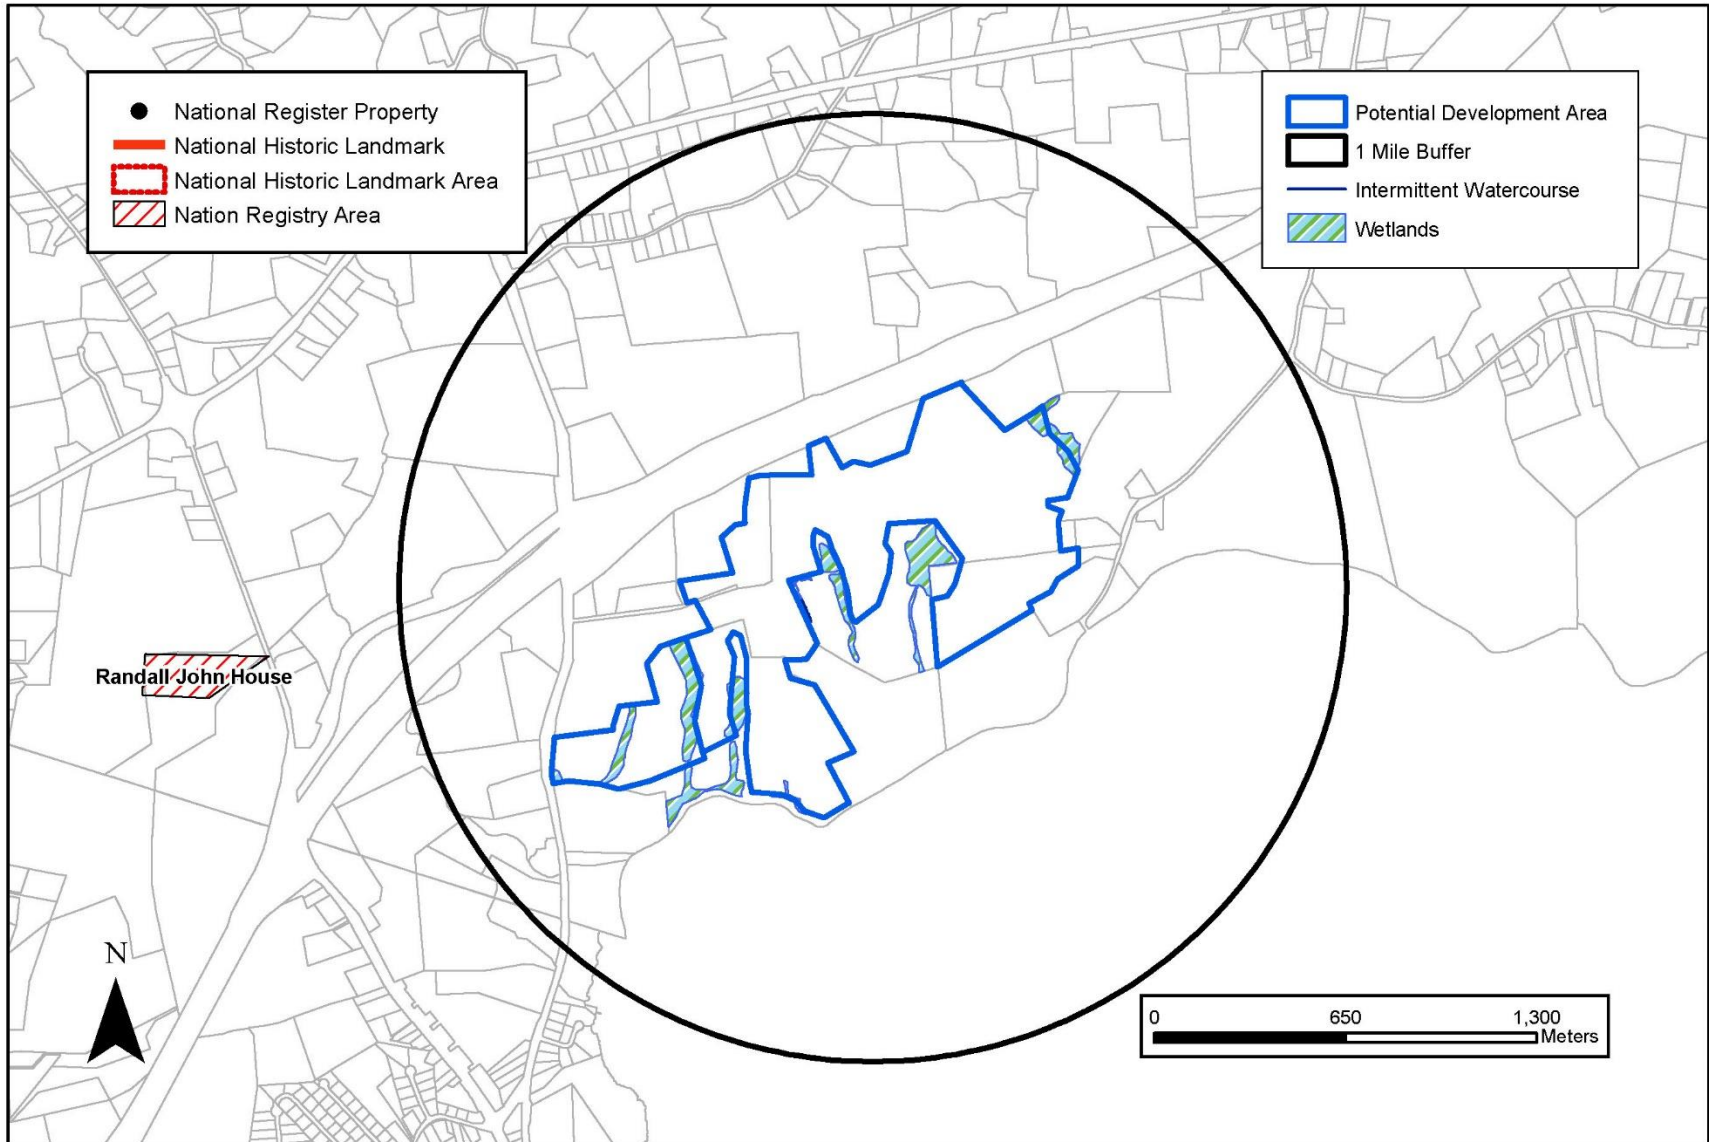 National Register Property
National Historic Landmark
National Historic Landmark Area
Nation Registry Area
Potential Development Area
1 Mile Buffer
Intermittent Watercourse
Wetlands
Randall John House
N
0 650 1,300
Meters